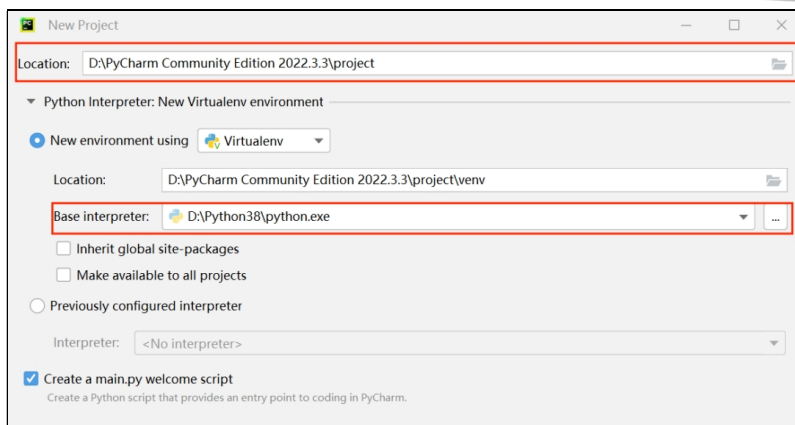 PC
New Project
Location: D:\PyCharm Community Edition 2022.3.3\project
Python Interpreter: New Virtualenv environment
New environment using Virtualenv
Location: D:\PyCharm Community Edition 2022.3.3\project\venv
Base interpreter: D:\Python38\python.exe ...
Inherit global site-packages
Make available to all projects
Previously configured interpreter
Interpreter: <No interpreter>
Create a main.py welcome script
Create a Python script that provides an entry point to coding in PyCharm.